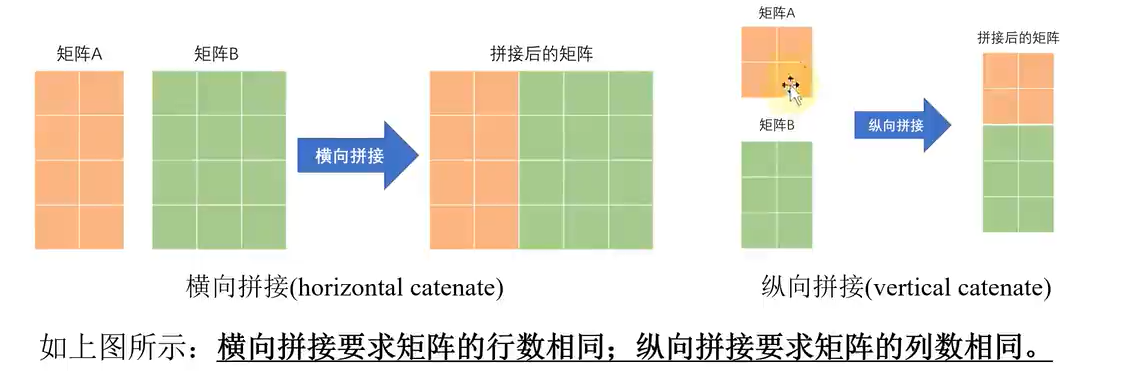 矩阵A
矩阵B
横向拼接
拼接后的矩阵
横向拼接(horizontal catenate)
矩阵A
矩阵B
纵向拼接
拼接后的矩阵
纵向拼接(vertical catenate)
如上图所示：横向拼接要求矩阵的行数相同；纵向拼接要求矩阵的列数相同。